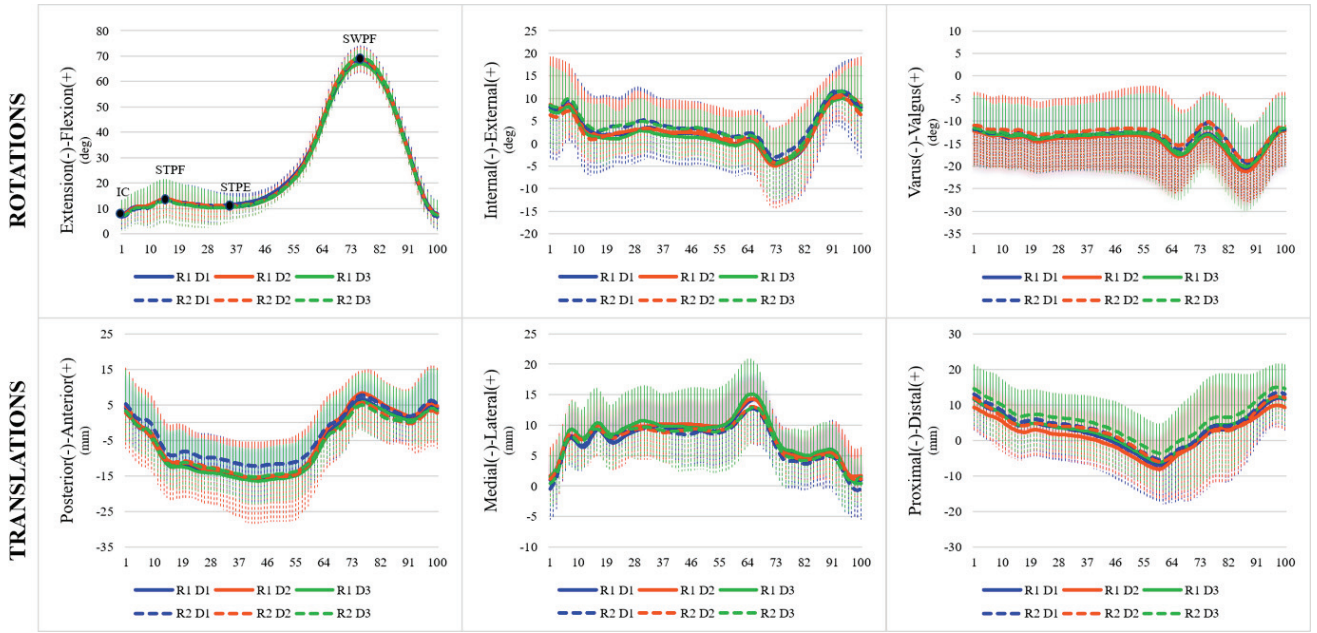 ROTATIONS
Extension(-)-Flexion(+)
(deg)
80
70
60
50
40
30
20
10
0
IC
STPF
STPE
SWPF
1 10 19 28 37 46 55 64 73 82 91 100
R1 D1 R1 D2 R1 D3
R2 D1 R2 D2 R2 D3
Internal(-)-External(+)
(deg)
25
20
15
10
5
0
-5
-10
-15
-20
1 10 19 28 37 46 55 64 73 82 91 100
R1 D1 R1 D2 R1 D3
R2 D1 R2 D2 R2 D3
Varus(-)-Valgus(+)
(deg)
10
5
0
-5
-10
-15
-20
-25
-30
-35
1 10 19 28 37 46 55 64 73 82 91 100
R1 D1 R1 D2 R1 D3
R2 D1 R2 D2 R2 D3
TRANSLATIONS
Posterior(-)-Anterior(+)
(mm)
25
15
5
-5
-15
-25
-35
1 10 19 28 37 46 55 64 73 82 91 100
R1 D1 R1 D2 R1 D3
R2 D1 R2 D2 R2 D3
Medial(-)-Lateral(+)
(mm)
25
20
15
10
5
0
-5
-10
1 10 19 28 37 46 55 64 73 82 91 100
R1 D1 R1 D2 R1 D3
R2 D1 R2 D2 R2 D3
Proximal(-)-Distal(+)
(mm)
30
20
10
0
-10
-20
-30
1 10 19 28 37 46 55 64 73 82 91 100
R1 D1 R1 D2 R1 D3
R2 D1 R2 D2 R2 D3